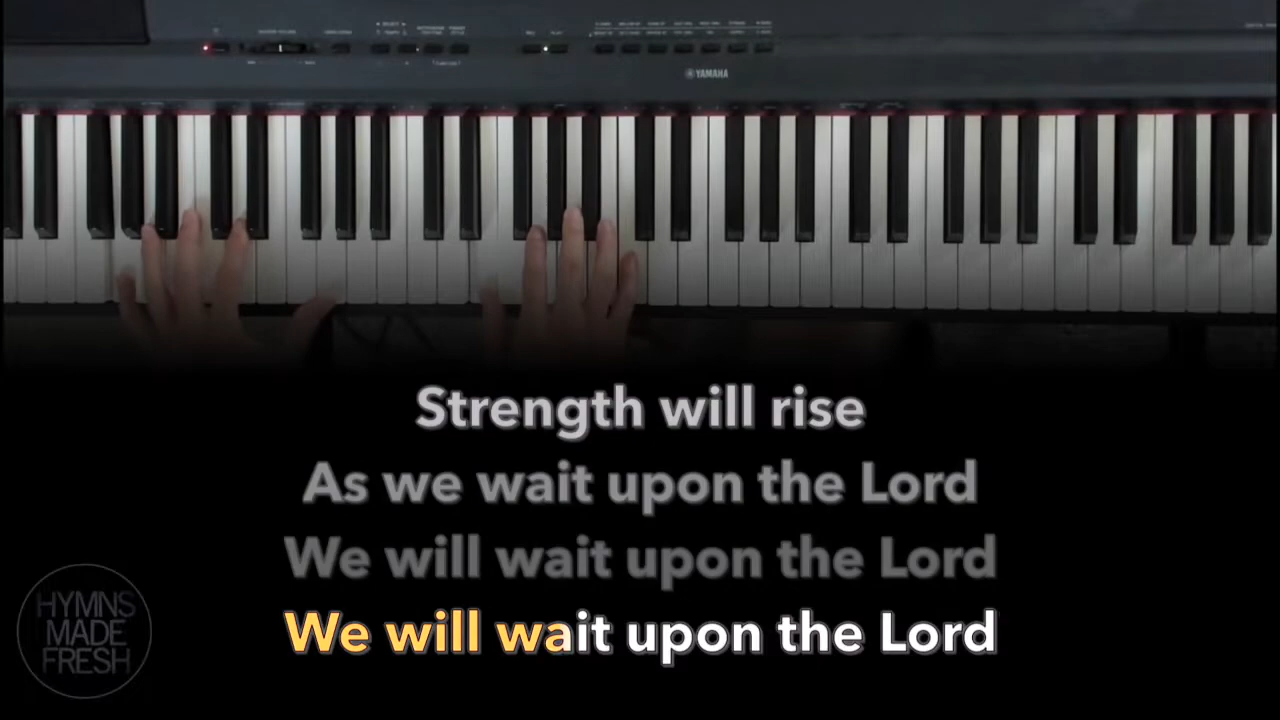 YAMAHA
Strength will rise
As we wait upon the Lord
We will wait upon the Lord
We will wait upon the Lord
HYMNS
MADE
FRESH